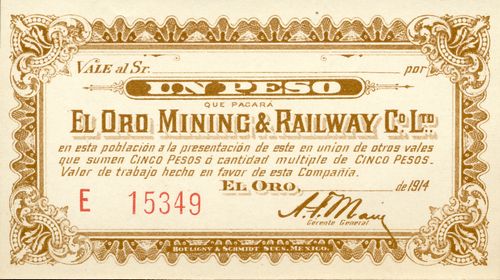 VALE al Sr. por
UN PESO
QUE PAGARÁ
EL ORO MINING & RAILWAY CO. LTD.
en esta población a la presentación de este en union de otros vales
que sumen CINCO PESOS ó cantidad multiple de CINCO PESOS.
Valor de trabajo hecho en favor de esta Compañía.
EL ORO, de 1914
E 15349
Gerente General
BOULIGNY & SCHMIDT SUCS. MEXICO.